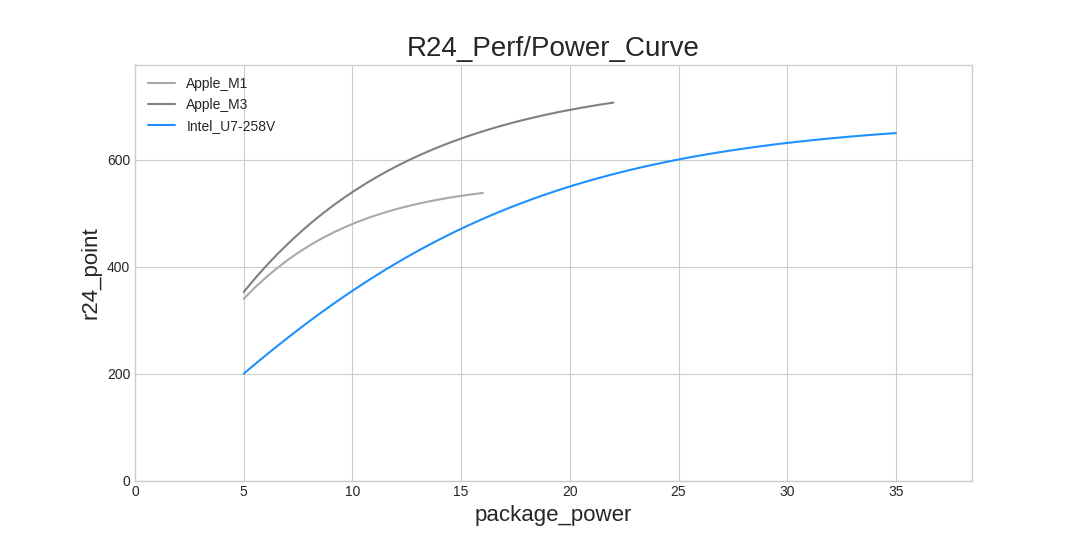 R24_Perf/Power_Curve
Apple_M1
Apple_M3
Intel_U7-258V
600
400
200
0
r24_point
0 5 10 15 20 25 30 35
package_power